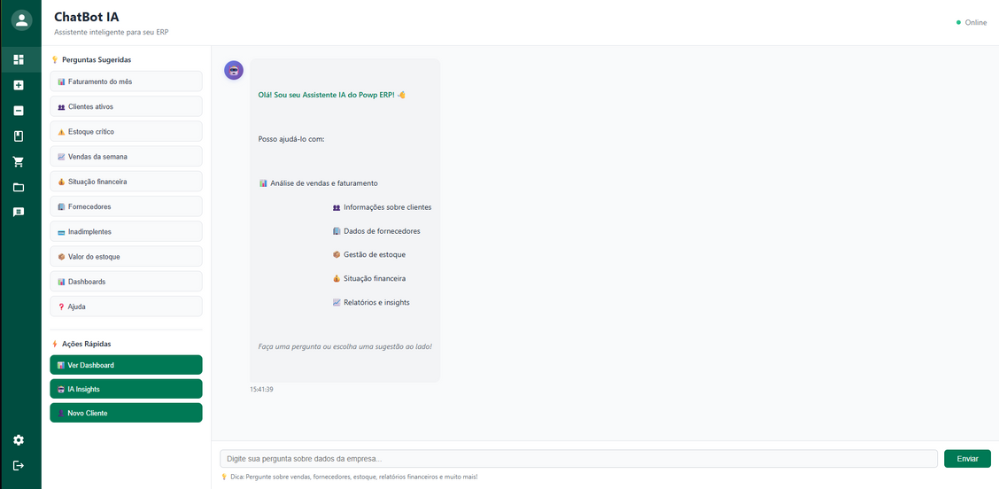 ChatBot IA
Assistente inteligente para seu ERP
Online
Perguntas Sugeridas
Faturamento do mês
Clientes ativos
Estoque crítico
Vendas da semana
Situação financeira
Fornecedores
Inadimplentes
Valor do estoque
Dashboards
Ajuda
Ações Rápidas
Ver Dashboard
IA Insights
Novo Cliente
Olá! Sou seu Assistente IA do Powp ERP!
Posso ajudá-lo com:
Análise de vendas e faturamento
Informações sobre clientes
Dados de fornecedores
Gestão de estoque
Situação financeira
Relatórios e insights
Faça uma pergunta ou escolha uma sugestão ao lado!
15:41:39
Digite sua pergunta sobre dados da empresa...
Enviar
Dica: Pergunte sobre vendas, fornecedores, estoque, relatórios financeiros e muito mais!